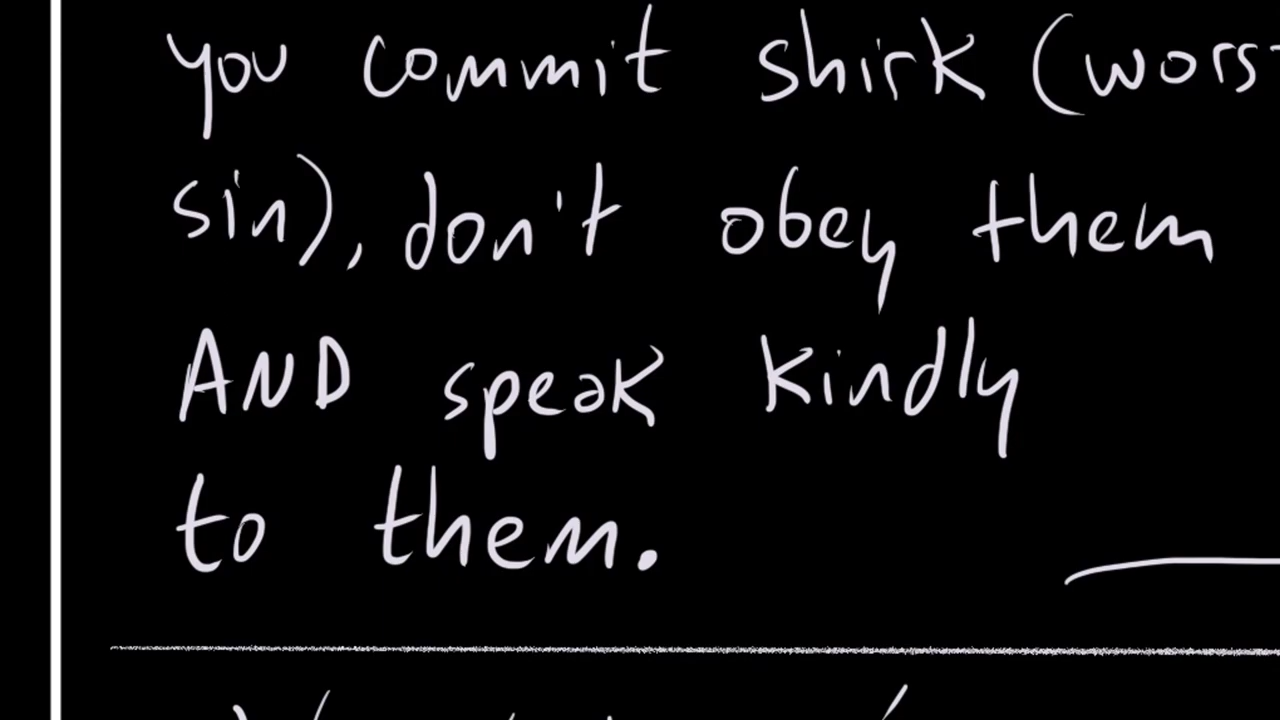 you commit shirk (wors
sin), don't obey them
AND speak kindly
to them.